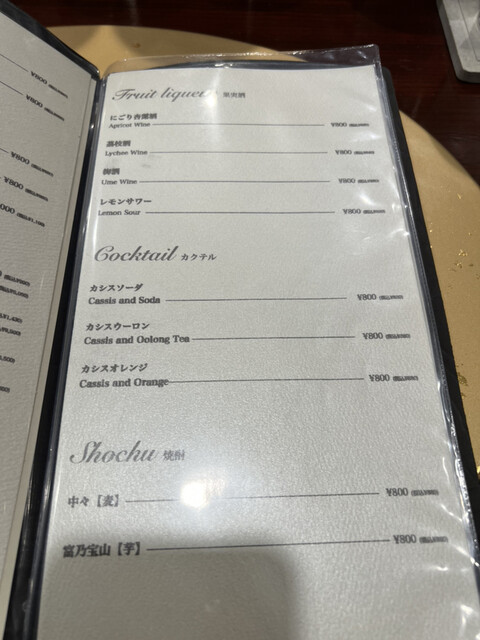 Fruit liqueur 果実酒
にごり杏露酒
Apricot Wine ¥800
茘枝酒
Lychee Wine ¥800
梅酒
Ume Wine ¥800
レモンサワー
Lemon Sour ¥800
Cocktail カクテル
カシスソーダ
Cassis and Soda ¥800
カシスウーロン
Cassis and Oolong Tea ¥800
カシスオレンジ
Cassis and Orange ¥800
Shochu 焼酎
中々【麦】 ¥800
富乃宝山【芋】 ¥800